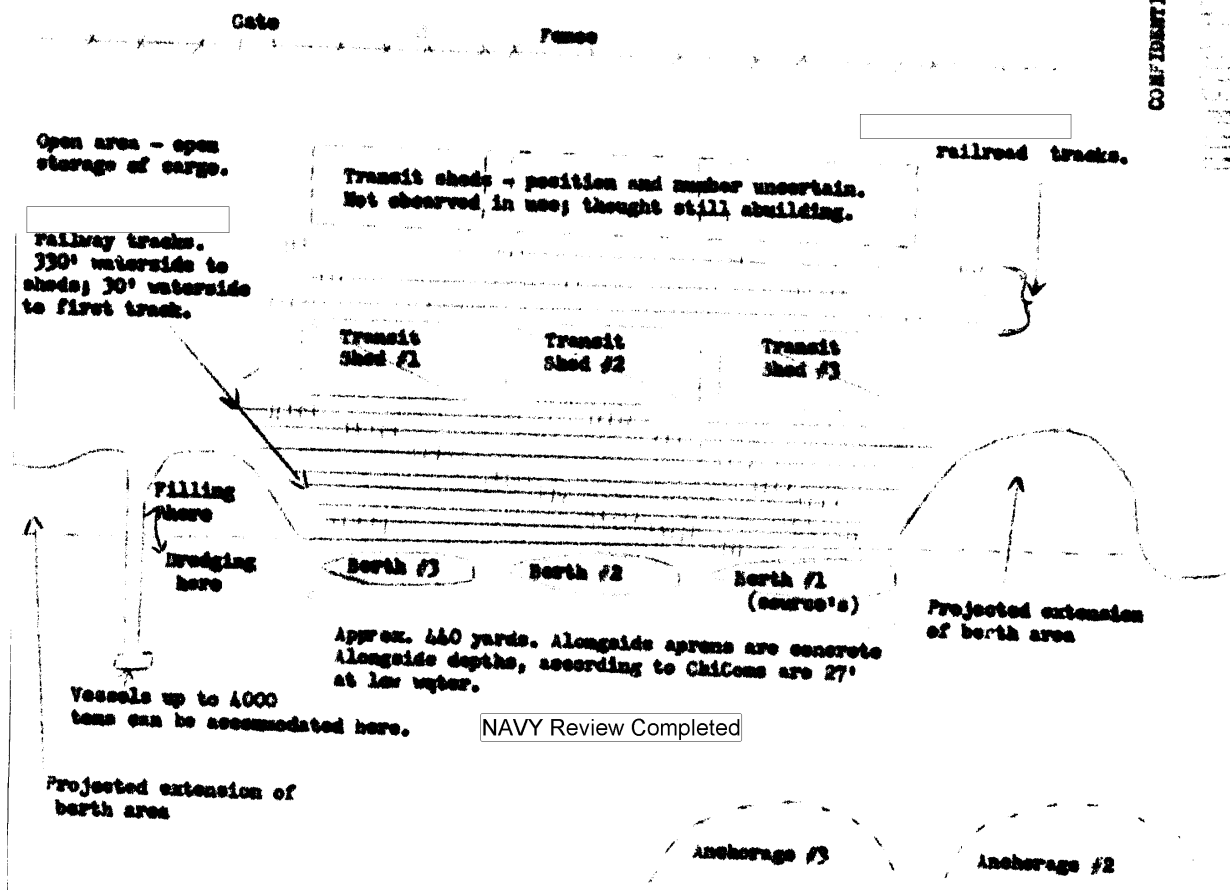 Gate
Fence
CONFIDENTI
Open area - open
storage of cargo.
railroad tracks.
Transit sheds - position and number uncertain.
Not observed in use; thought still abuilding.
railway tracks.
330' waterside to
sheds; 30' waterside
to first track.
Transit
Shed #1
Transit
Shed #2
Transit
Shed #3
Filling
here
Dredging
here
Berth #3
Berth #2
Berth #1
(source's)
Projected extension
of berth area
Approx. 440 yards. Alongside aprons are concrete
Alongside depths, according to ChiComs are 27'
at low water.
Vessels up to 4000
tons can be accommodated here.
NAVY Review Completed
Projected extension of
berth area
Anchorage #3
Anchorage #2